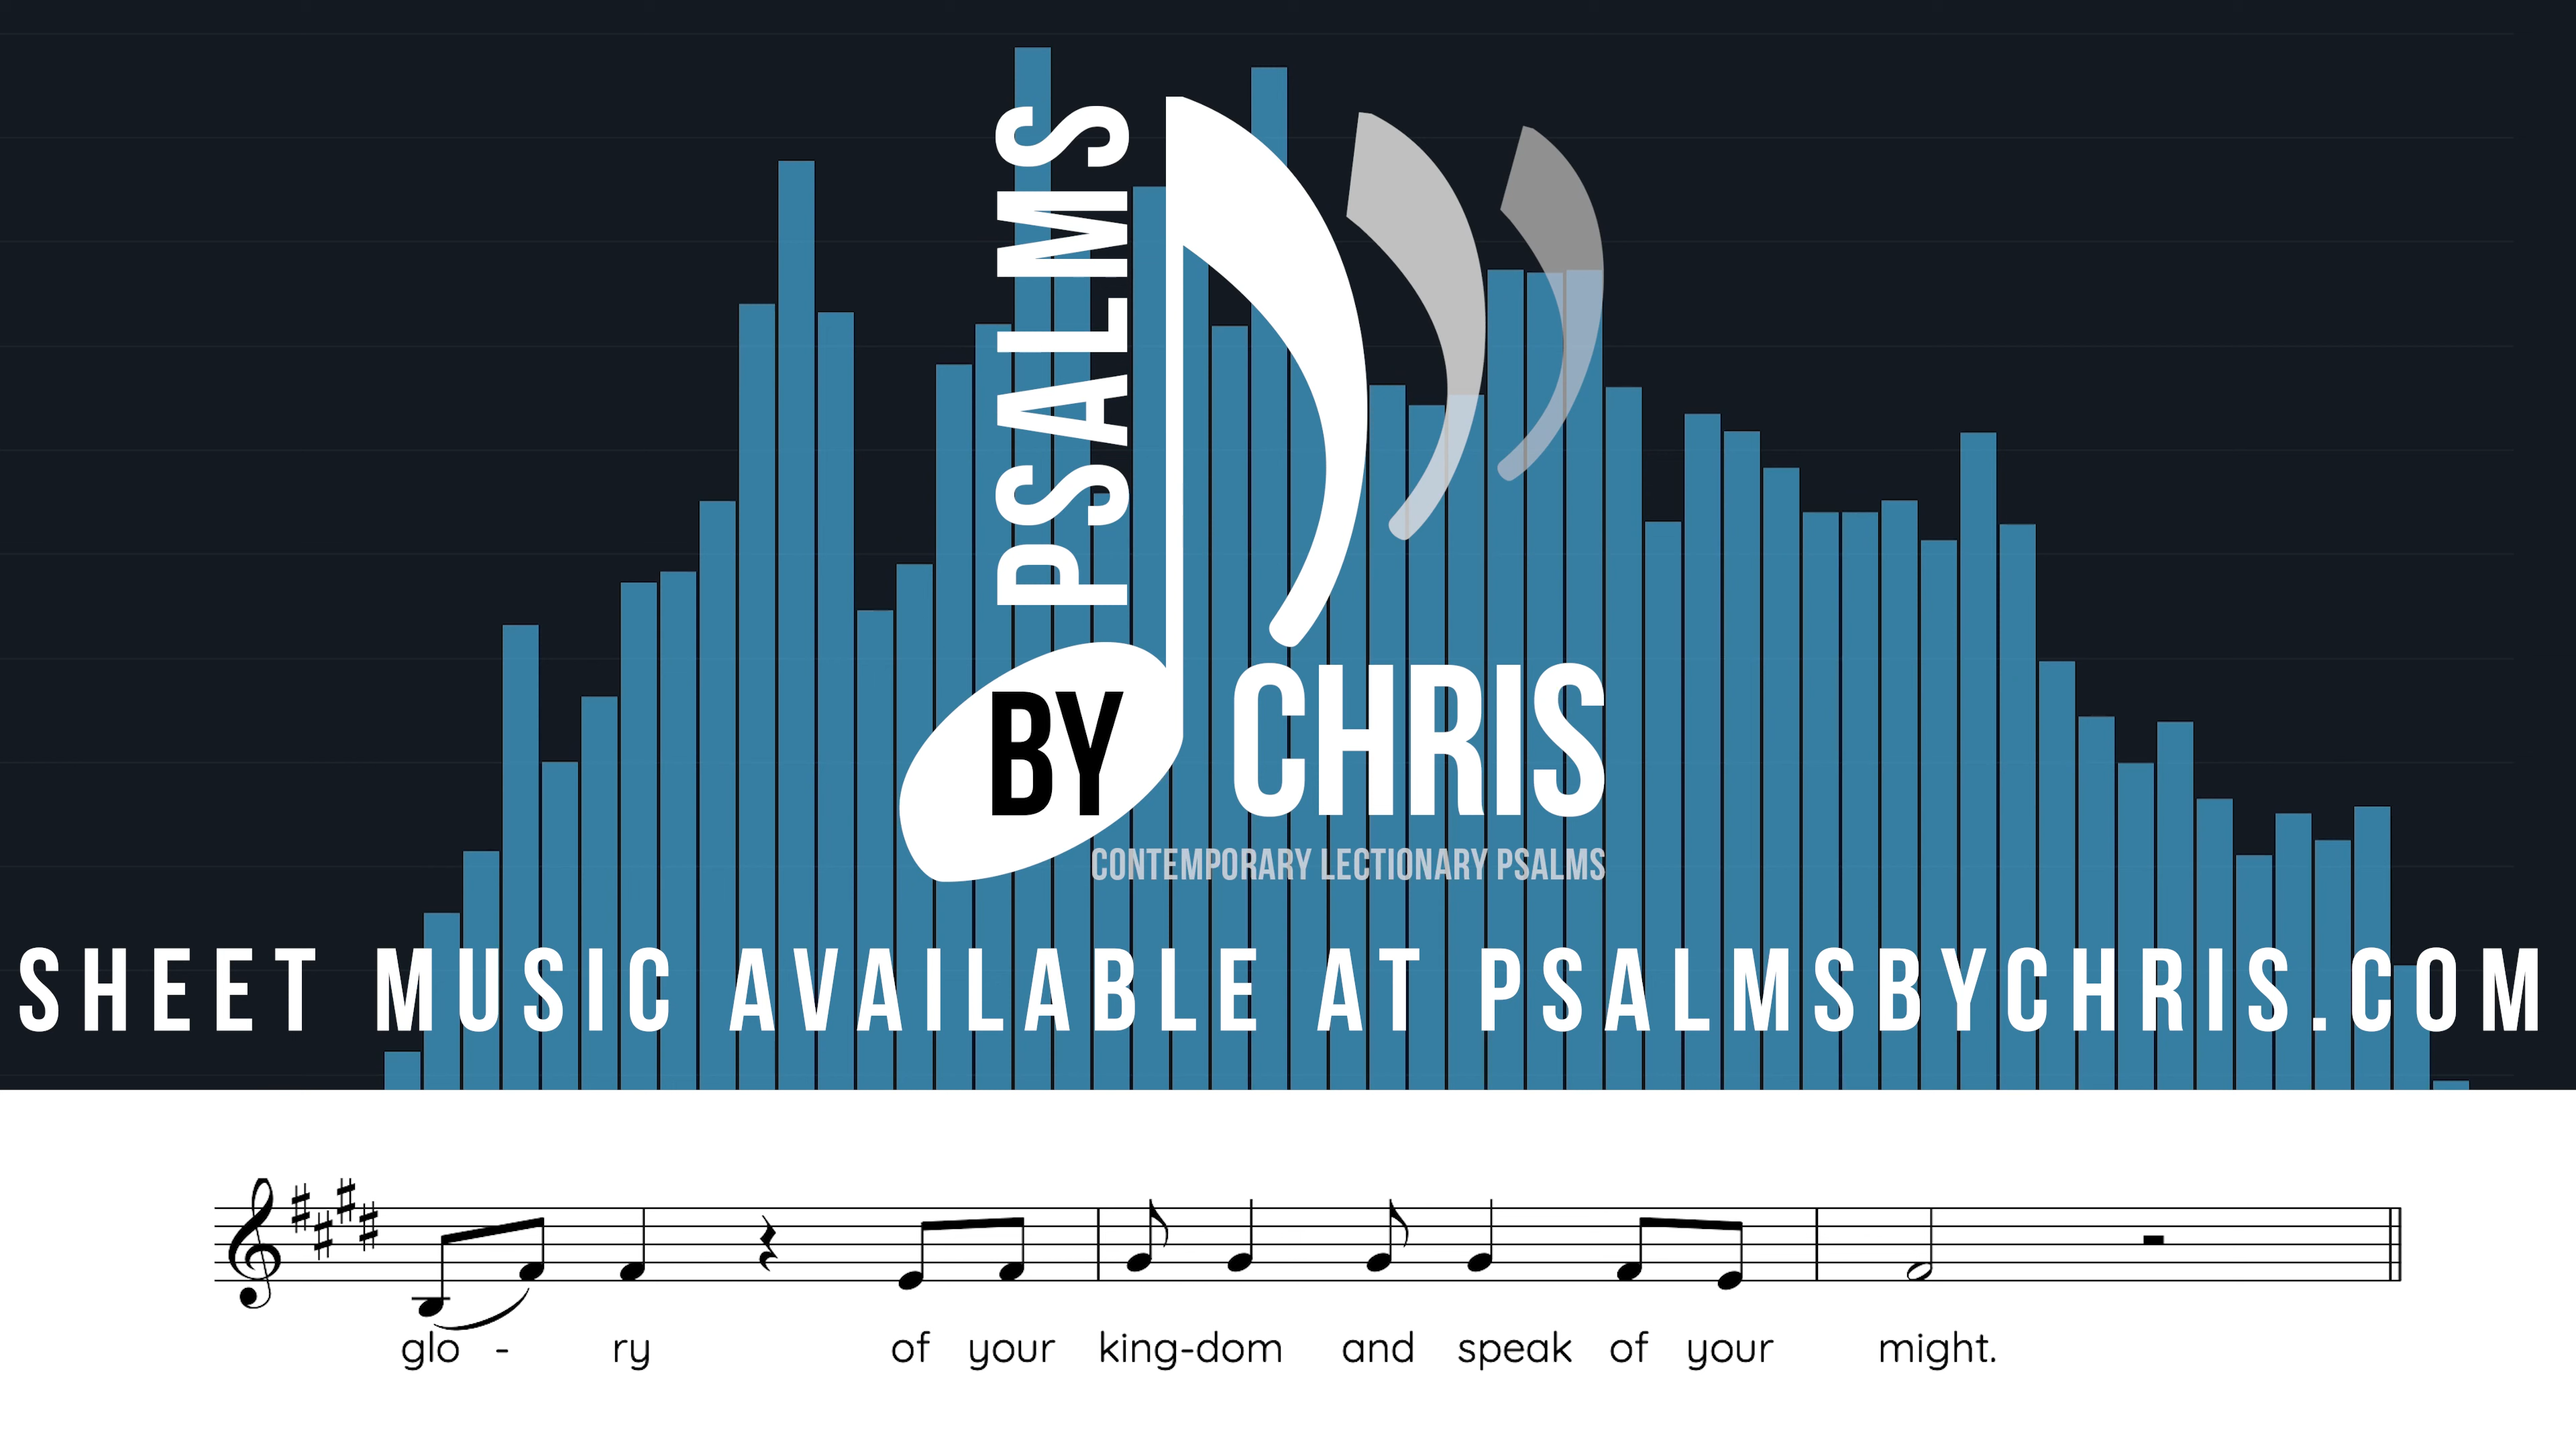 PSALMS
BY CHRIS
CONTEMPORARY LECTIONARY PSALMS
SHEET MUSIC AVAILABLE AT PSALMSBYCHRIS.COM
glo - ry of your king-dom and speak of your might.